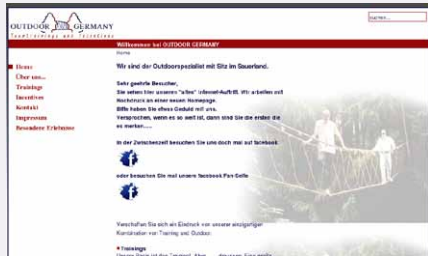 OUTDOOR GERMANY
Teamtrainings und Incentives
suchen...
Willkommen bei OUTDOOR GERMANY
Home
Home
Über uns...
Trainings
Incentives
Kontakt
Impressum
Besondere Erlebnisse
Wir sind der Outdoorspezialist mit Sitz im Sauerland.
Sehr geehrte Besucher,
Sie sehen hier unseren "alten" Internet-Auftritt. Wir arbeiten mit
Hochdruck an einer neuen Homepage.
Bitte haben Sie etwas Geduld mit uns.
Versprochen, wenn es so weit ist, dann sind Sie die ersten die
es merken.....
In der Zwischenzeit besuchen Sie uns doch mal auf facebook
oder besuchen Sie mal unsere facebook Fan-Seite
Verschaffen Sie sich ein Eindruck von unserer einzigartigen
Kombination von Training und Outdoor.
Trainings